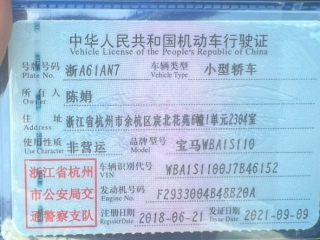 中华人民共和国机动车行驶证
Vehicle License of the People's Republic of China
号牌号码 浙A61AN7 车辆类型 小型轿车
Plate No. Vehicle Type
所有人 陈娟
Owner
住址 浙江省杭州市余杭区炭北花苑6幢1单元2304室
Address
使用性质 非营运 品牌型号 宝马WBA1S110
Use Character Model
浙江省杭州
市公安局交
通警察支队
车辆识别代号 WBA1S1100J7B46152
VIN
发动机号码 F2933004B48B20A
Engine No.
注册日期 2018-06-21 发证日期 2021-09-09
Register Date Issue Date